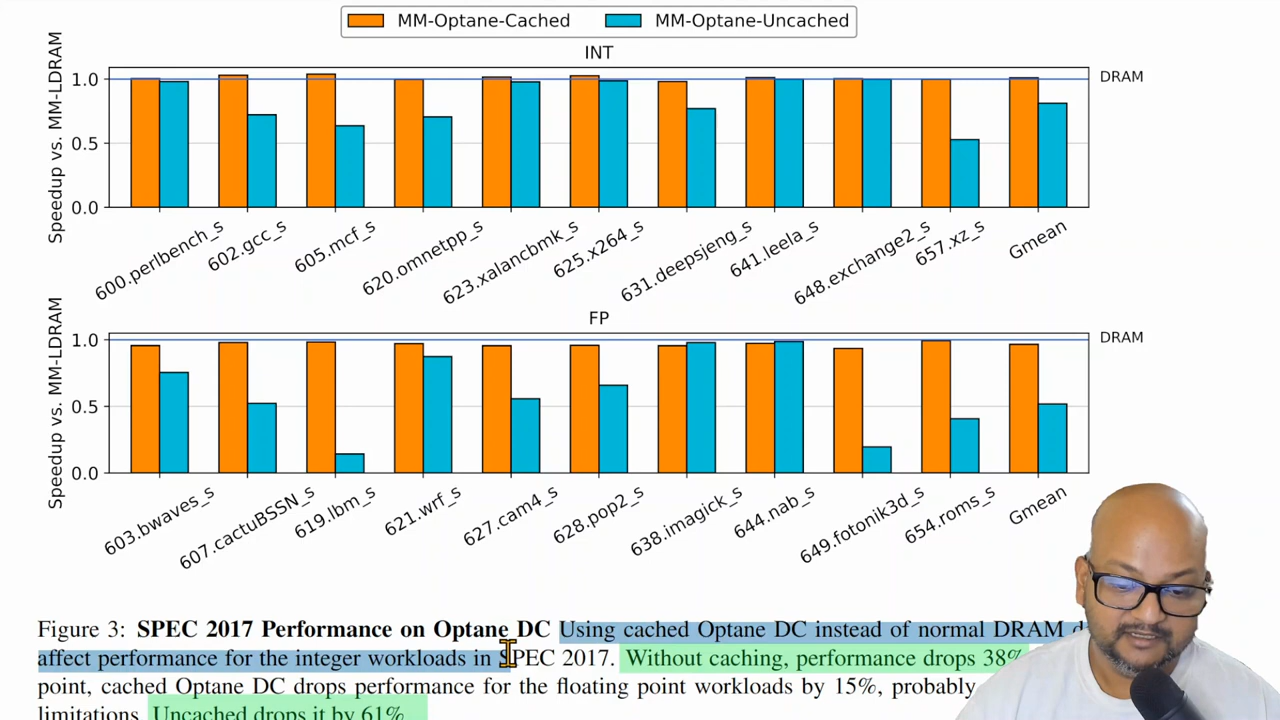 MM-Optane-Cached MM-Optane-Uncached
INT
Speedup vs. MM-LDRAM
1.0
0.5
0.0
DRAM
600.perlbench_s 602.gcc_s 605.mcf_s 620.omnetpp_s 623.xalancbmk_s 625.x264_s 631.deepsjeng_s 641.leela_s 648.exchange2_s 657.xz_s Gmean
FP
Speedup vs. MM-LDRAM
1.0
0.5
0.0
DRAM
603.bwaves_s 607.cactuBSSN_s 619.lbm_s 621.wrf_s 627.cam4_s 628.pop2_s 638.imagick_s 644.nab_s 649.fotonik3d_s 654.roms_s Gmean
Figure 3: SPEC 2017 Performance on Optane DC Using cached Optane DC instead of normal DRAM
affect performance for the integer workloads in SPEC 2017. Without caching, performance drops 38%
point, cached Optane DC drops performance for the floating point workloads by 15%, probably
limitations. Uncached drops it by 61%